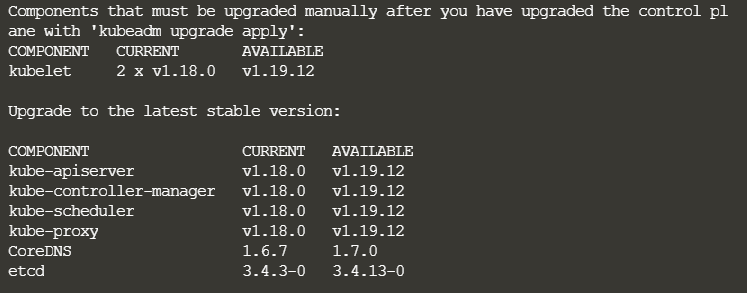 Components that must be upgraded manually after you have upgraded the control pl
ane with 'kubeadm upgrade apply':
COMPONENT   CURRENT       AVAILABLE
kubelet     2 x v1.18.0   v1.19.12

Upgrade to the latest stable version:

COMPONENT                 CURRENT   AVAILABLE
kube-apiserver            v1.18.0   v1.19.12
kube-controller-manager   v1.18.0   v1.19.12
kube-scheduler            v1.18.0   v1.19.12
kube-proxy                v1.18.0   v1.19.12
CoreDNS                   1.6.7     1.7.0
etcd                      3.4.3-0   3.4.13-0